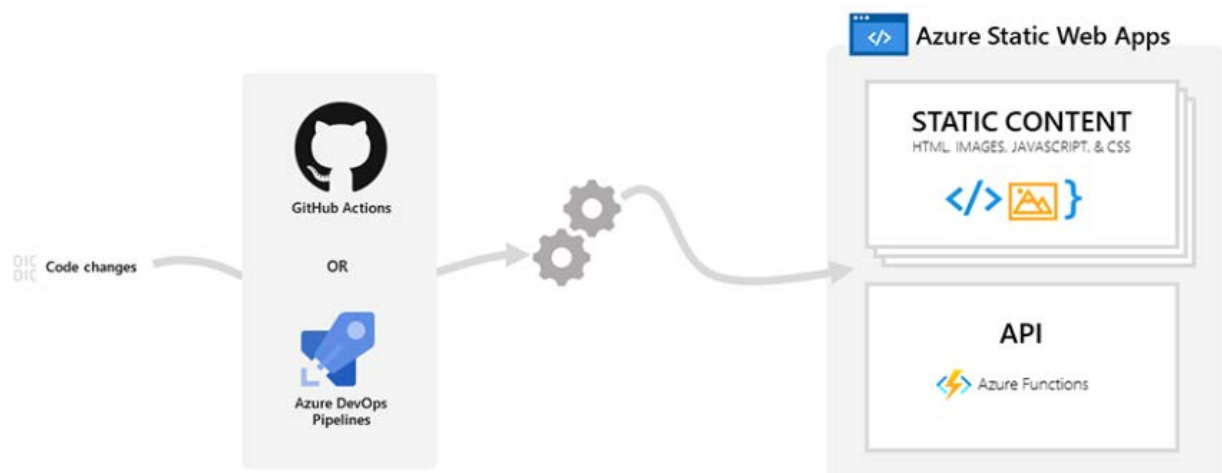 Azure Static Web Apps
STATIC CONTENT
HTML, IMAGES, JAVASCRIPT, & CSS
</>
}
GitHub Actions
Code changes
OR
API
Azure Functions
Azure DevOps
Pipelines